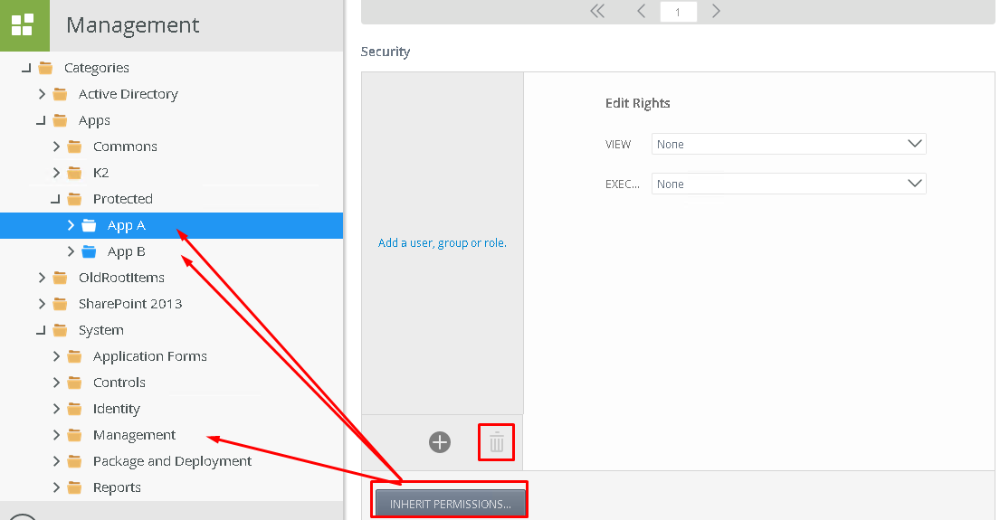 Management
Categories
Active Directory
Apps
Commons
K2
Protected
App A
App B
OldRootItems
SharePoint 2013
System
Application Forms
Controls
Identity
Management
Package and Deployment
Reports
1
Security
Add a user, group or role.
Edit Rights
VIEW None
EXEC... None
INHERIT PERMISSIONS...